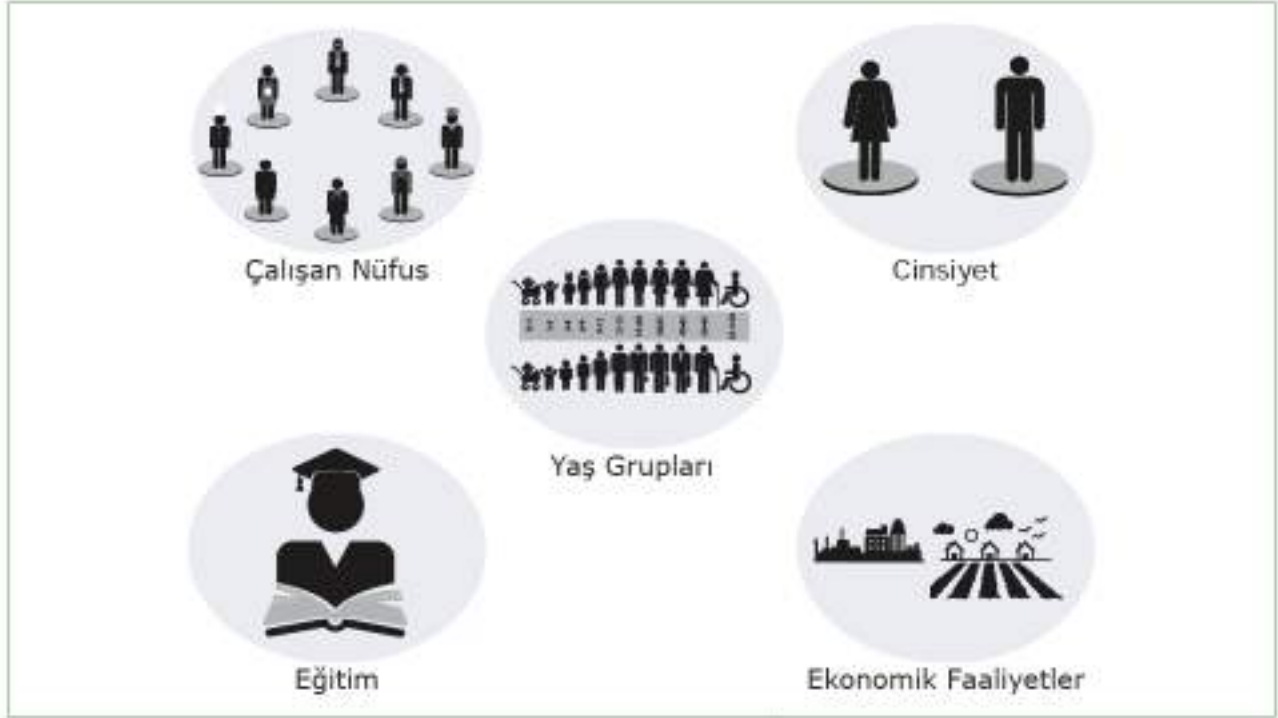 Çalışan Nüfus
Cinsiyet
Yaş Grupları
Eğitim
Ekonomik Faaliyetler